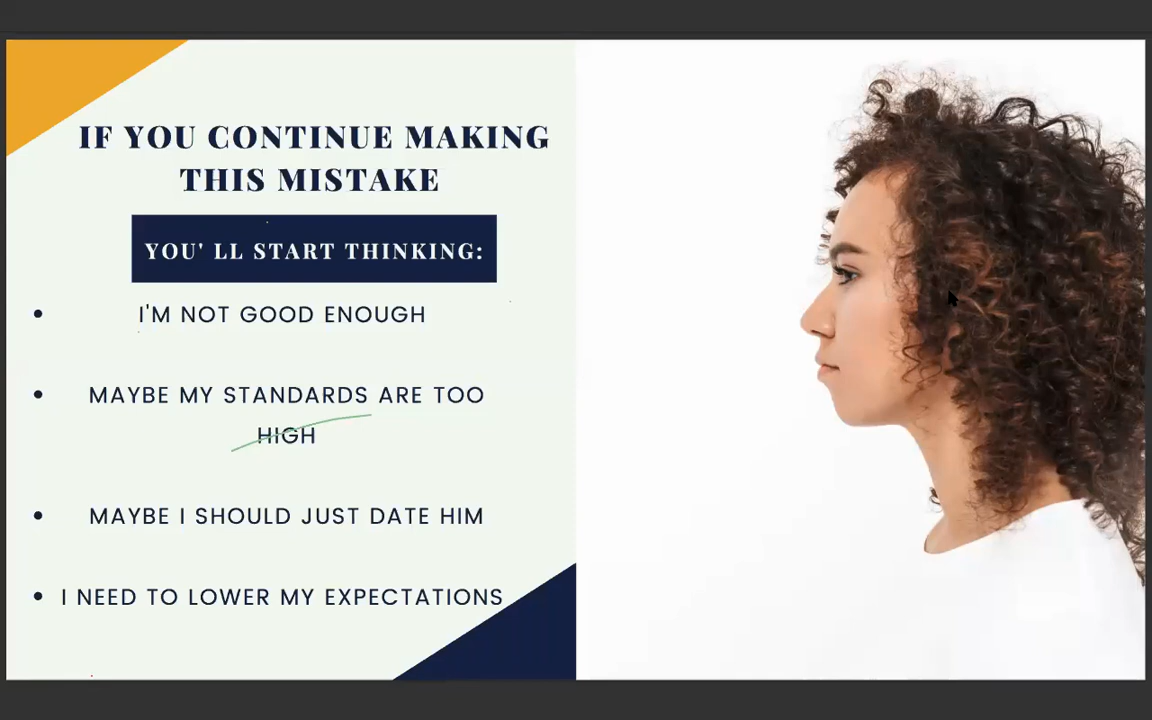 IF YOU CONTINUE MAKING
THIS MISTAKE
YOU' LL START THINKING:
• I'M NOT GOOD ENOUGH
• MAYBE MY STANDARDS ARE TOO
HIGH
• MAYBE I SHOULD JUST DATE HIM
• I NEED TO LOWER MY EXPECTATIONS